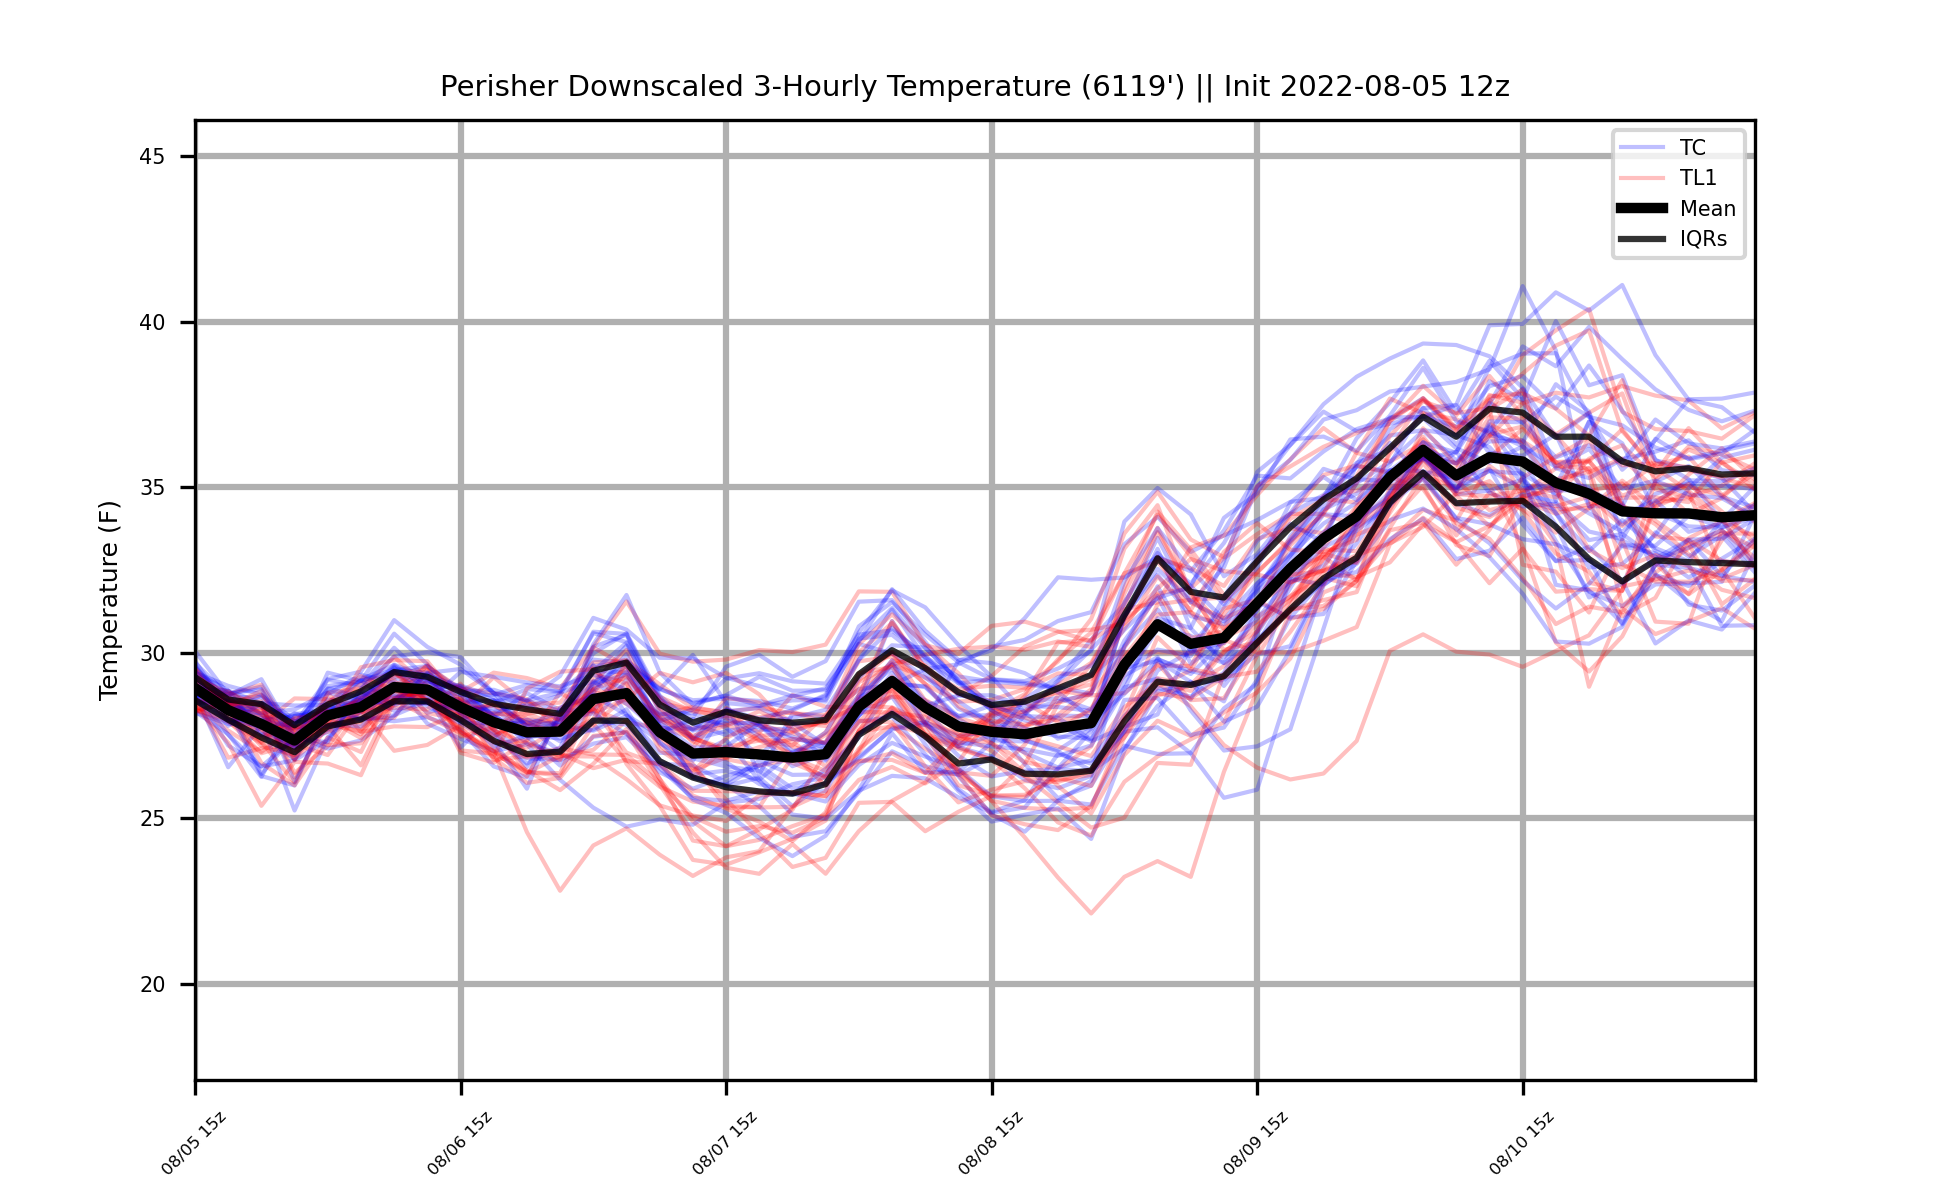 Perisher Downscaled 3-Hourly Temperature (6119') || Init 2022-08-05 12z
TC
TL1
Mean
IQRs
Temperature (F)
45
40
35
30
25
20
08/05 15z
08/06 15z
08/07 15z
08/08 15z
08/09 15z
08/10 15z